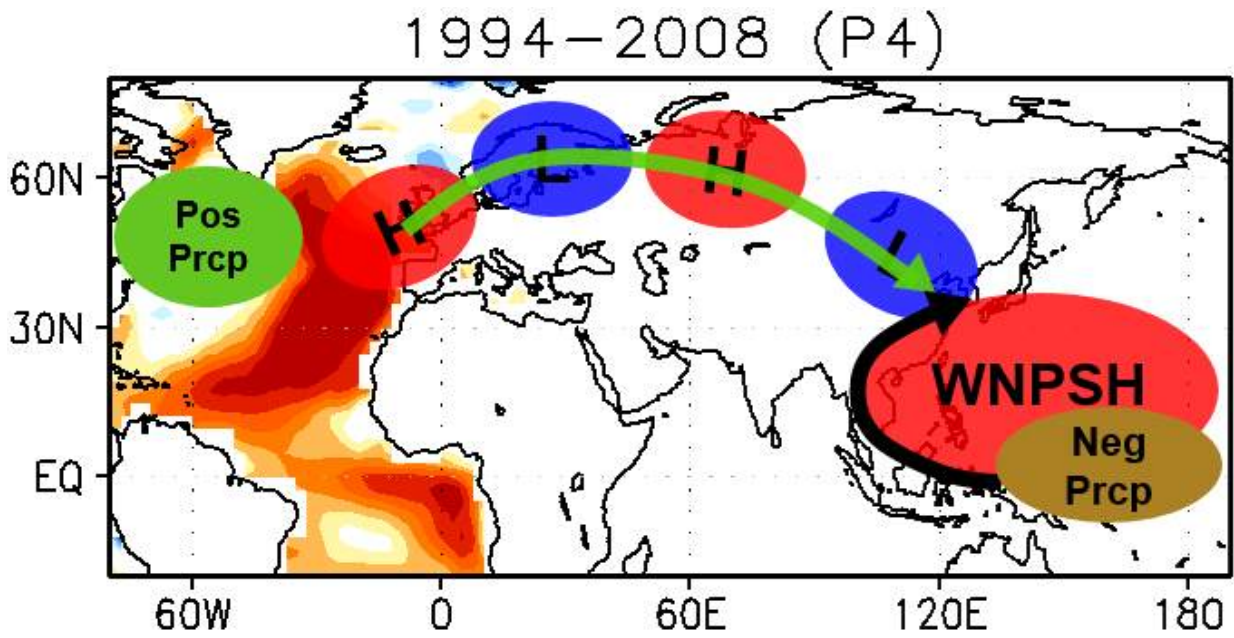 1994-2008 (P4)
60N
30N
EQ
Pos
Prcp
H
L
H
L
WNPSH
Neg
Prcp
60W
0
60E
120E
180